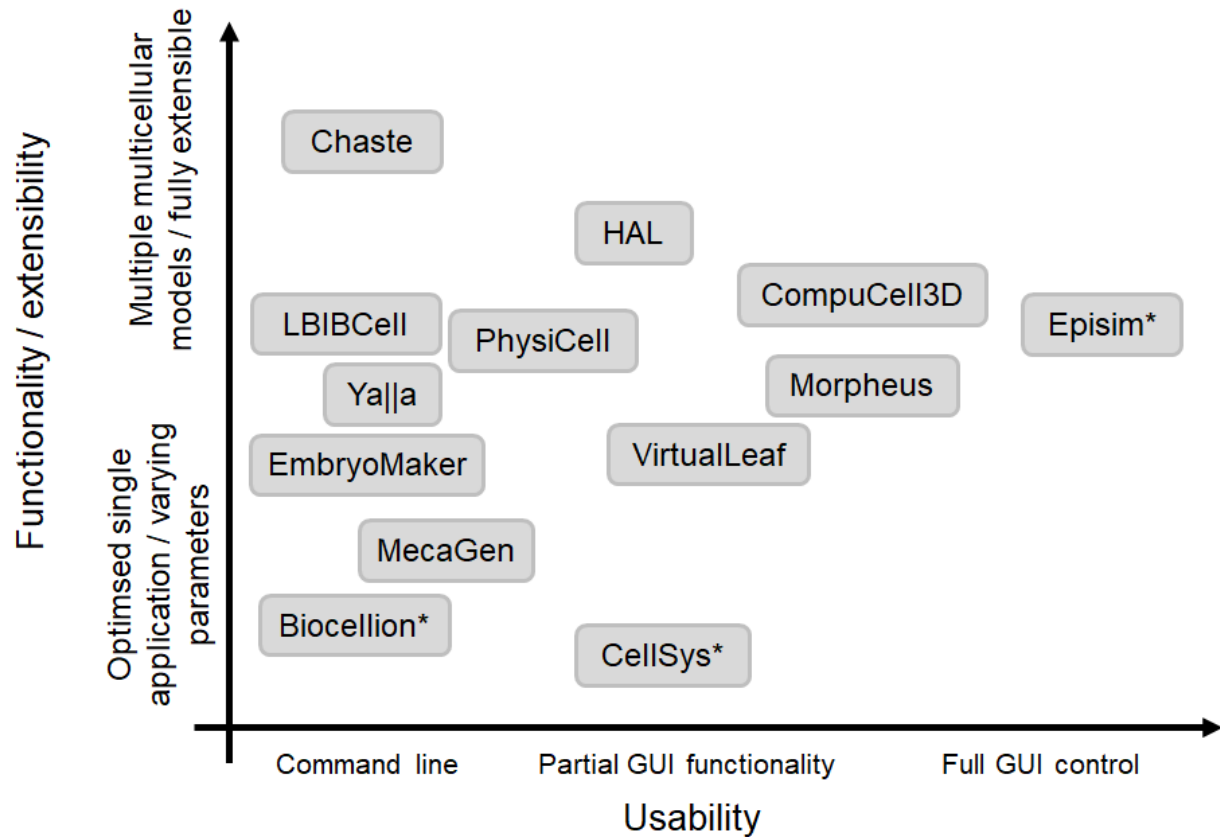 Functionality / extensibility
Multiple multicellular
models / fully extensible
Optimsed single
application / varying
parameters
Chaste
HAL
CompuCell3D
LBIBCell
PhysiCell
Episim*
Ya||a
Morpheus
EmbryoMaker
VirtualLeaf
MecaGen
Biocellion*
CellSys*
Command line
Partial GUI functionality
Full GUI control
Usability